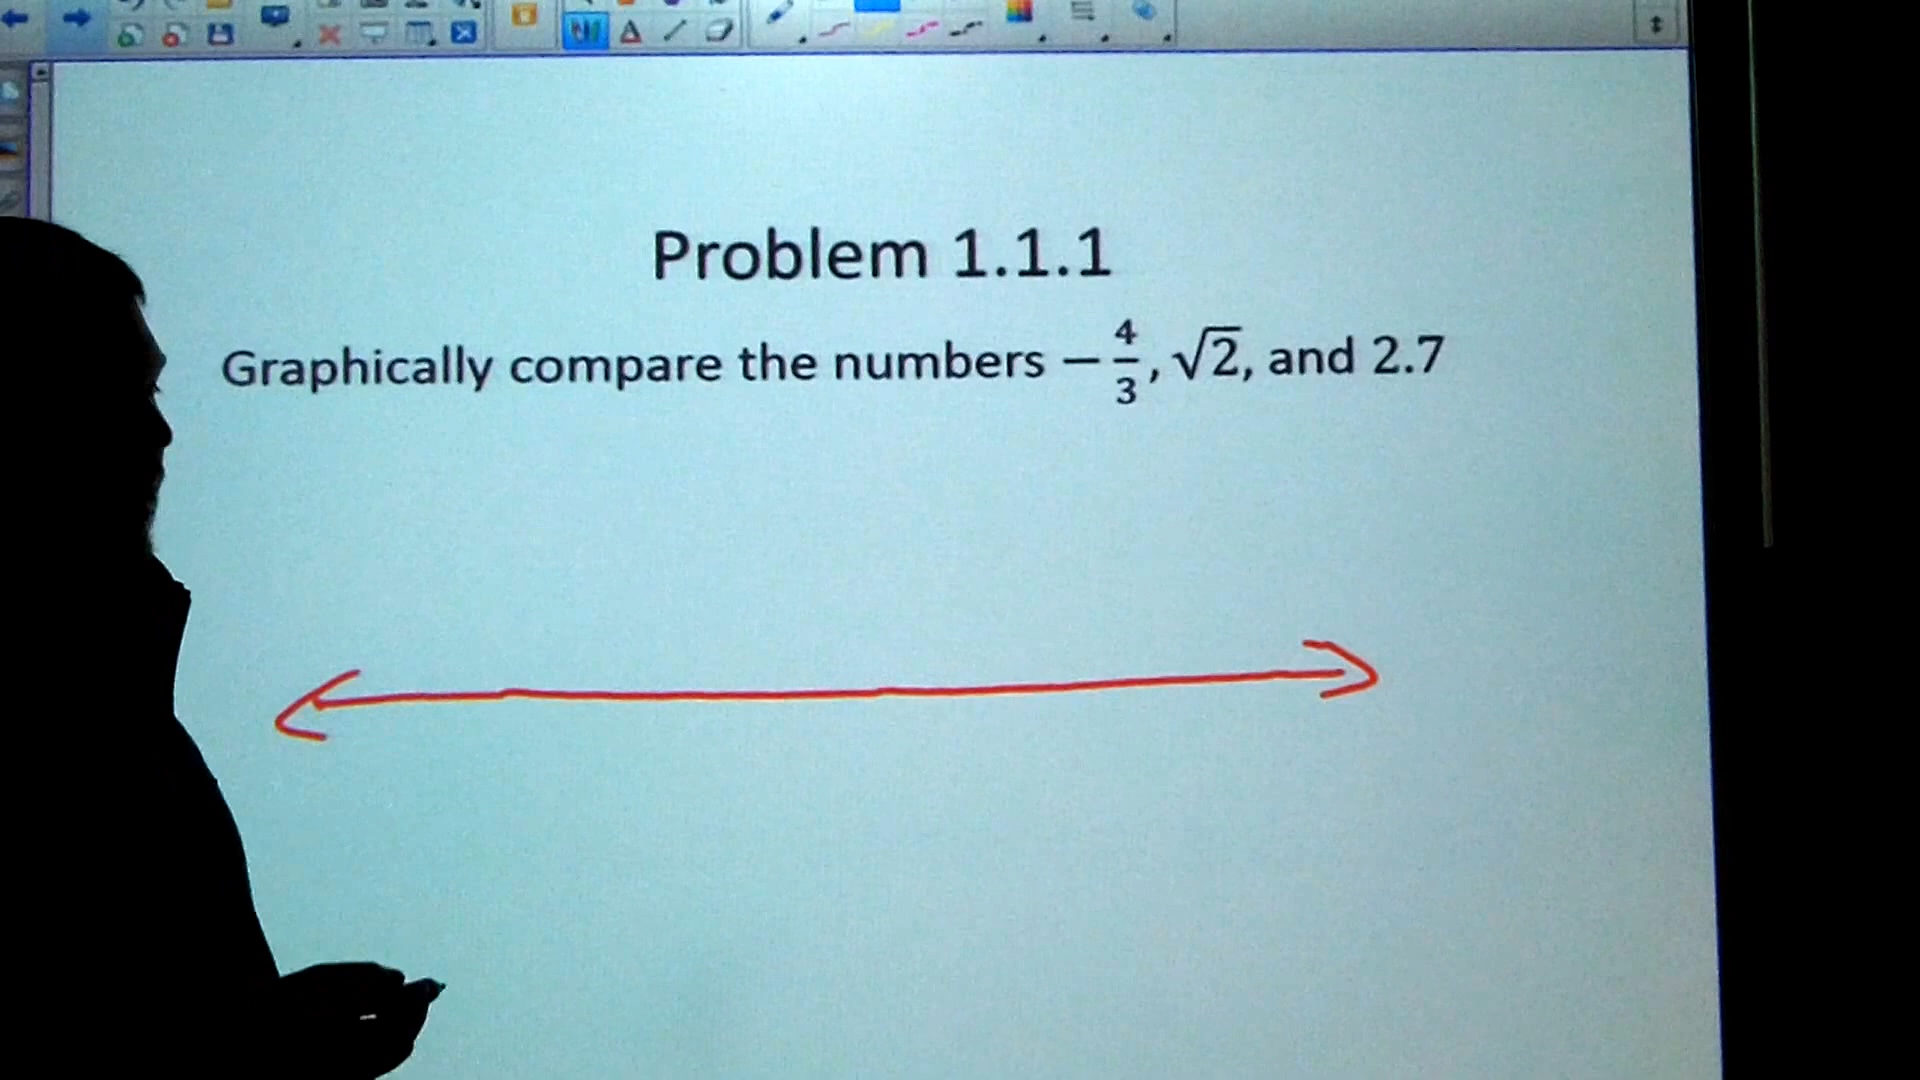 Problem 1.1.1
Graphically compare the numbers −4/3, √2, and 2.7